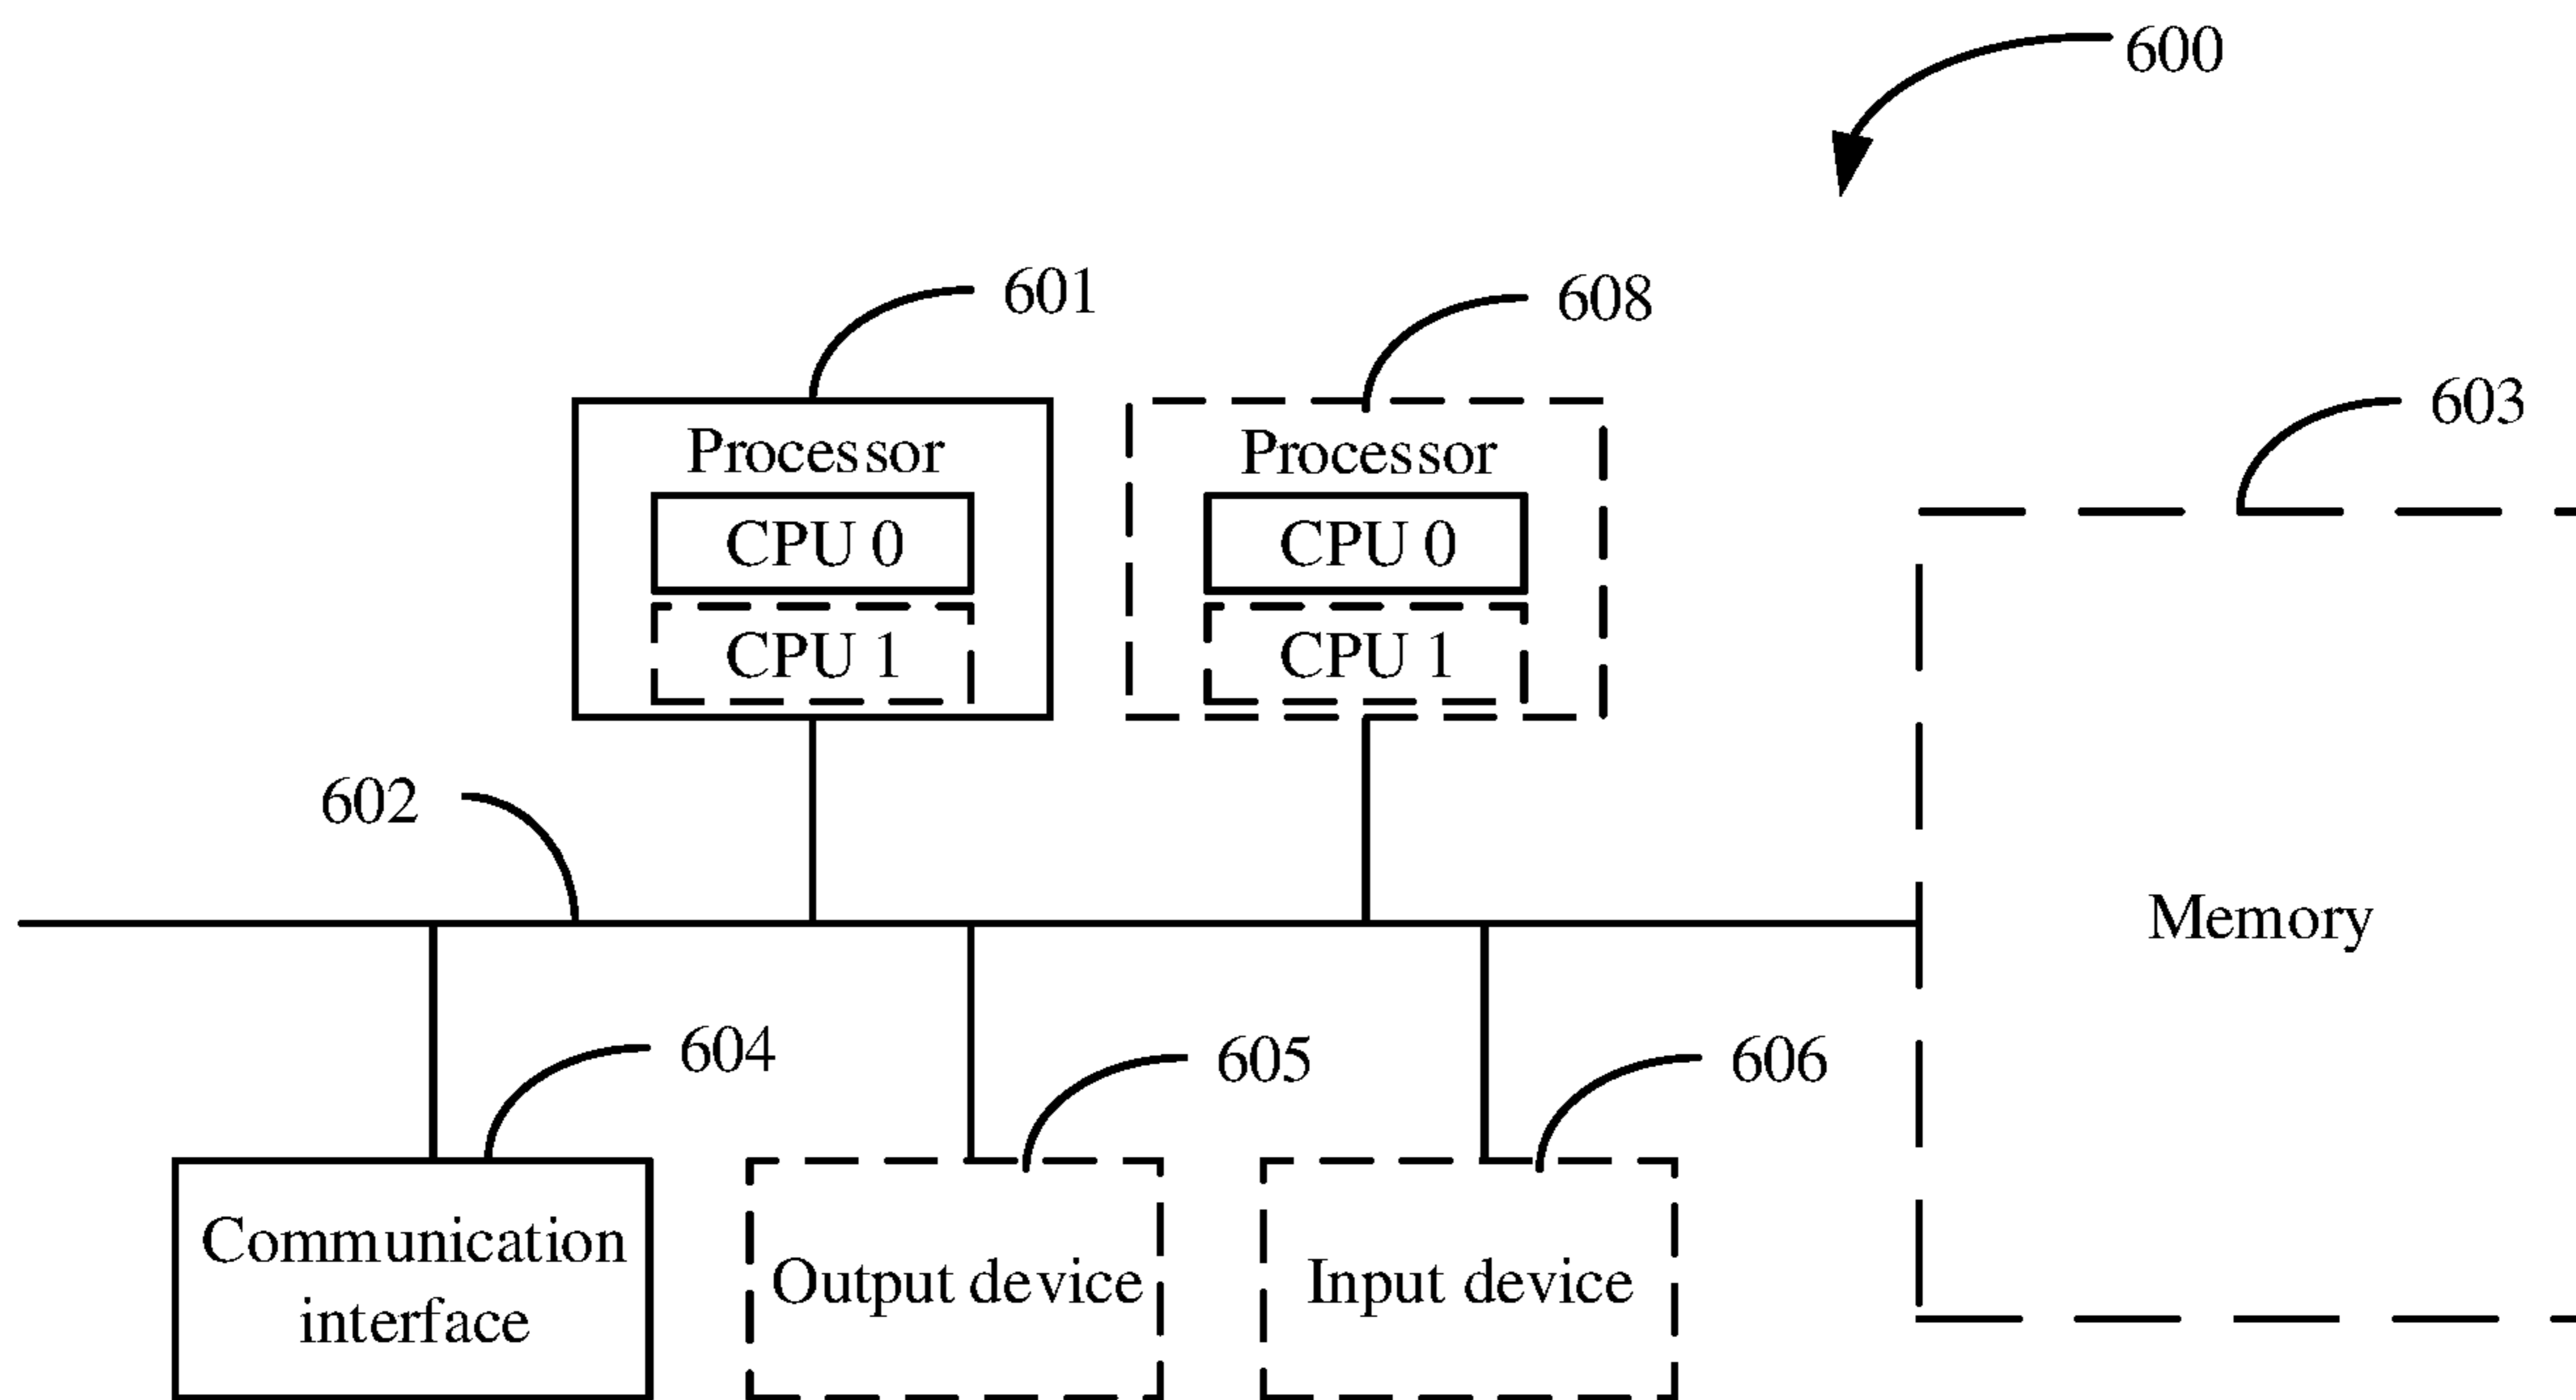 600
601
608
603
Processor
Processor
CPU 0
CPU 0
CPU 1
CPU 1
602
Memory
604
605
606
Communication
interface
Output device
Input device